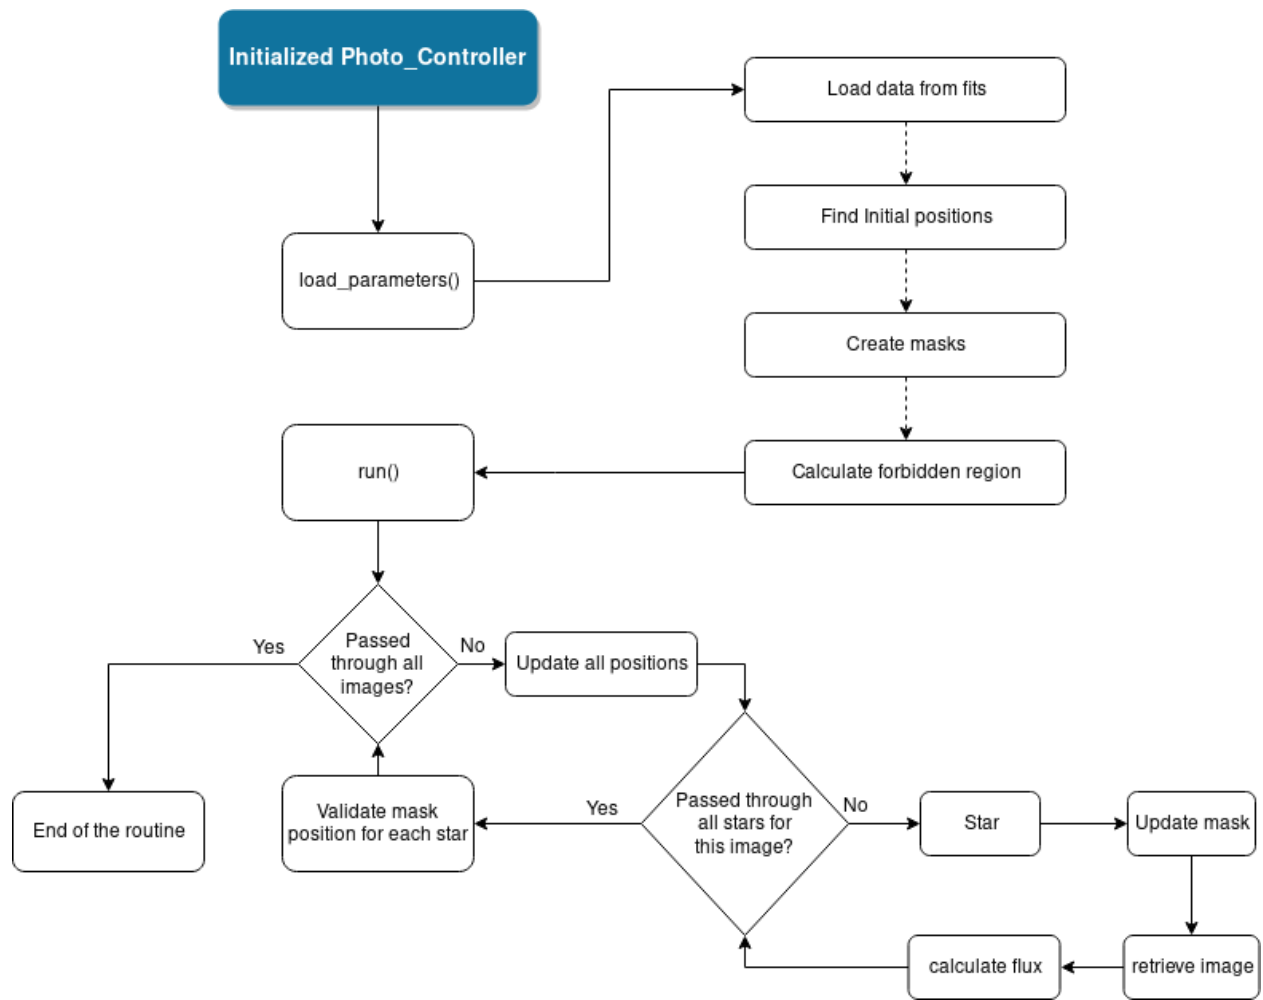 Initialized Photo_Controller
Load data from fits
Find Initial positions
load_parameters()
Create masks
run()
Calculate forbidden region
Yes
Passed
through all
images?
No
Update all positions
End of the routine
Validate mask
position for each star
Yes
Passed through
all stars for
this image?
No
Star
Update mask
calculate flux
retrieve image